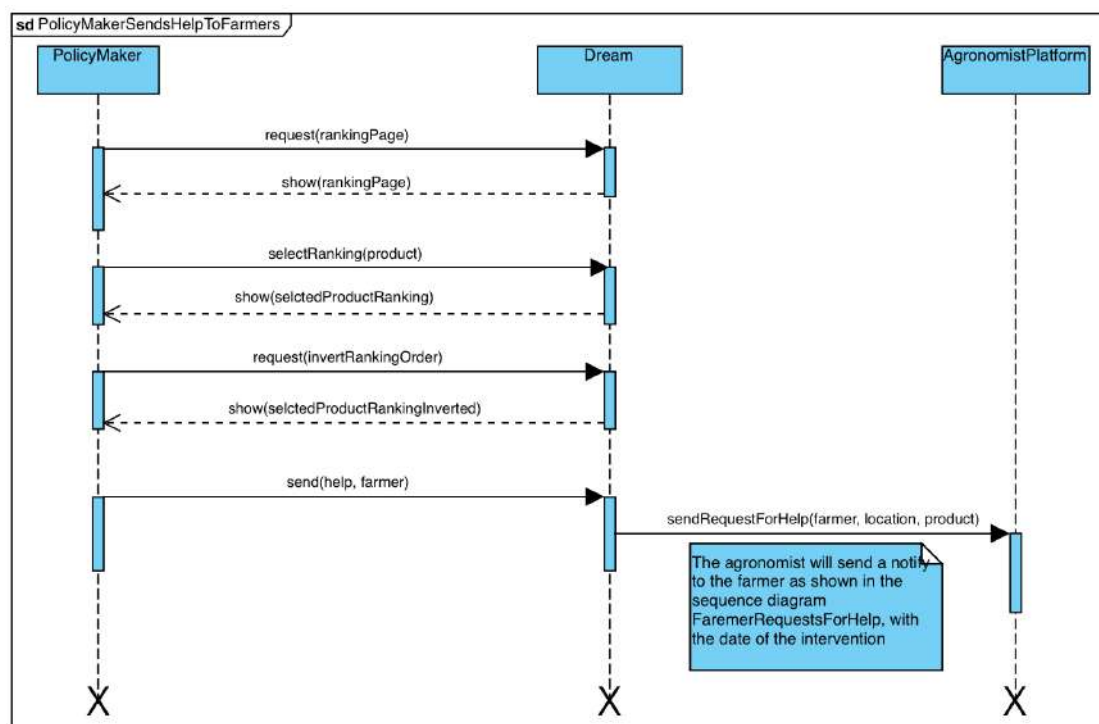 sd PolicyMakerSendsHelpToFarmers
PolicyMaker
Dream
AgronomistPlatform
request(rankingPage)
show(rankingPage)
selectRanking(product)
show(selctedProductRanking)
request(invertRankingOrder)
show(selctedProductRankingInverted)
send(help, farmer)
sendRequestForHelp(farmer, location, product)
The agronomist will send a notify
to the farmer as shown in the
sequence diagram
FaremerRequestsForHelp, with
the date of the intervention